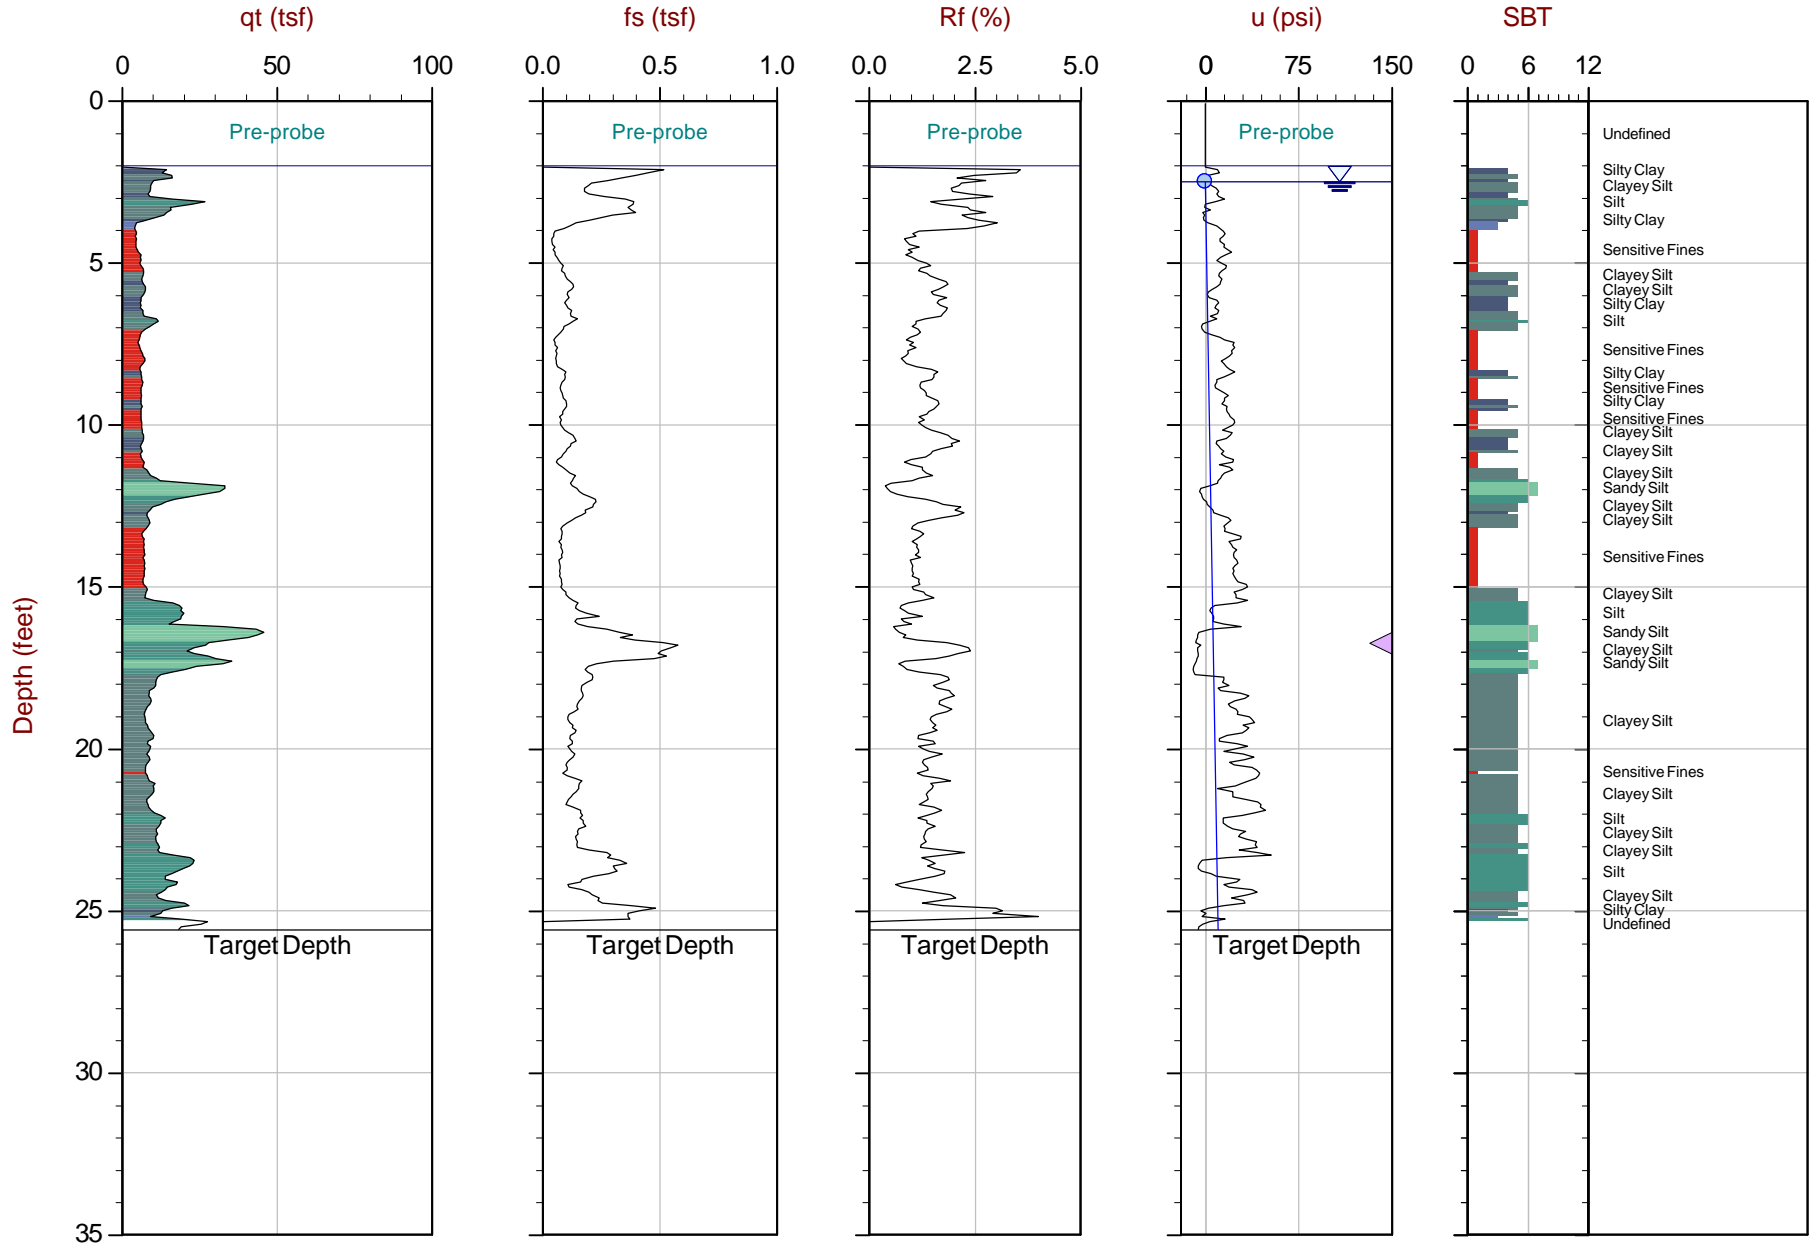 qt (tsf) fs (tsf) Rf (%) u (psi) SBT
0 50 100 0.0 0.5 1.0 0.0 2.5 5.0 0 75 150 0 6 12
0
Pre-probe Pre-probe Pre-probe Pre-probe Undefined
Silty Clay
Clayey Silt
Silt
Silty Clay
Sensitive Fines
5
Clayey Silt
Clayey Silt
Silty Clay
Silt
Sensitive Fines
Silty Clay
Sensitive Fines
Silty Clay
Sensitive Fines
10
Clayey Silt
Clayey Silt
Clayey Silt
Sandy Silt
Clayey Silt
Clayey Silt
Sensitive Fines
15
Clayey Silt
Silt
Sandy Silt
Clayey Silt
Sandy Silt
Depth (feet)
Clayey Silt
20
Sensitive Fines
Clayey Silt
Silt
Clayey Silt
Clayey Silt
Silt
Clayey Silt
25
Silty Clay
Undefined
Target Depth Target Depth Target Depth Target Depth
30
35